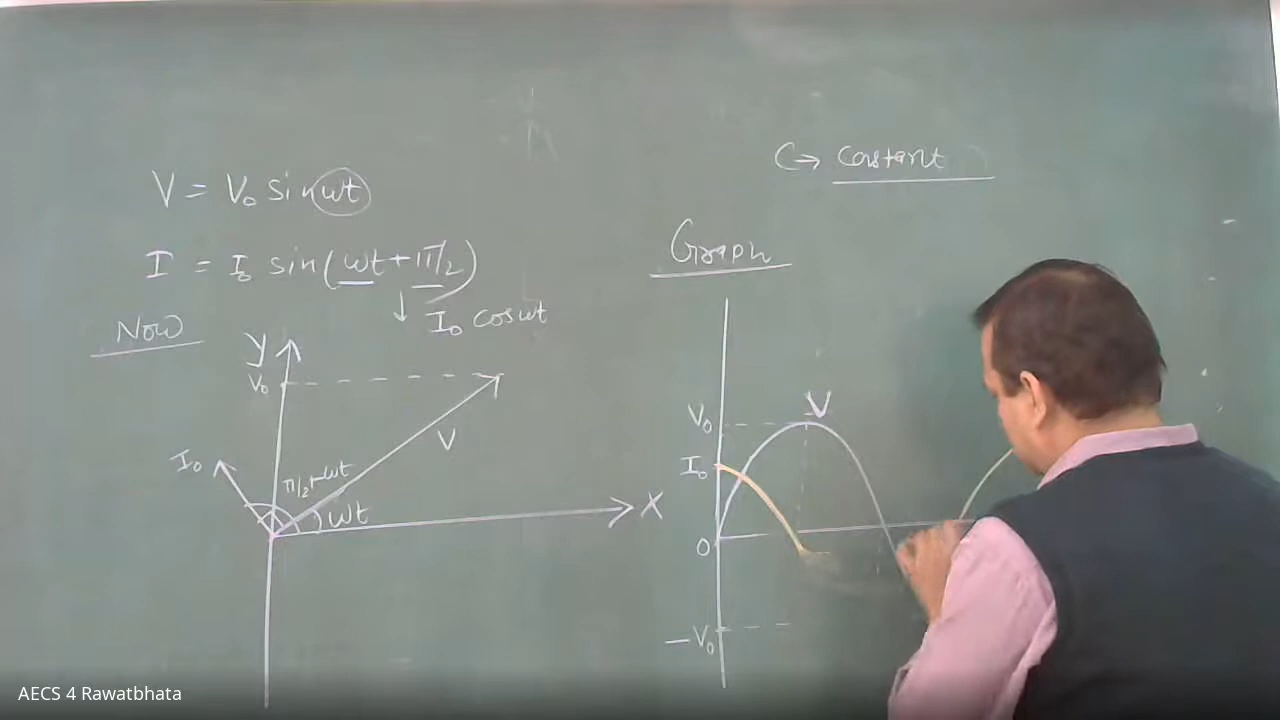 V = V₀ sin ωt
I = I₀ sin(ωt + π/2)
↓ I₀ cos ωt
Now
y
V₀
I₀
V
π/2+ωt
ωt
X
C → constant
Graph
V₀
V
I₀
0
-V₀
AECS 4 Rawatbhata